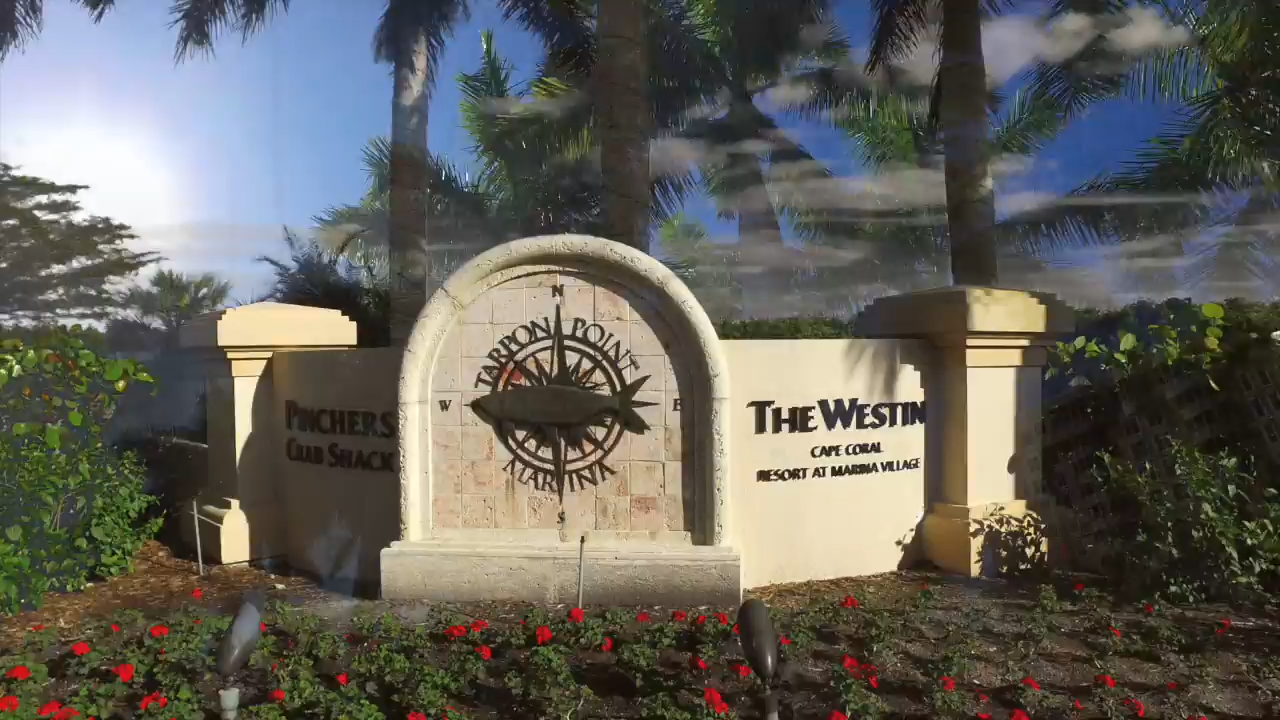 PINCHERS
CRAB SHACK
N
TARPON POINT
W E
MARINA
S
THE WESTIN
CAPE CORAL
RESORT AT MARINA VILLAGE